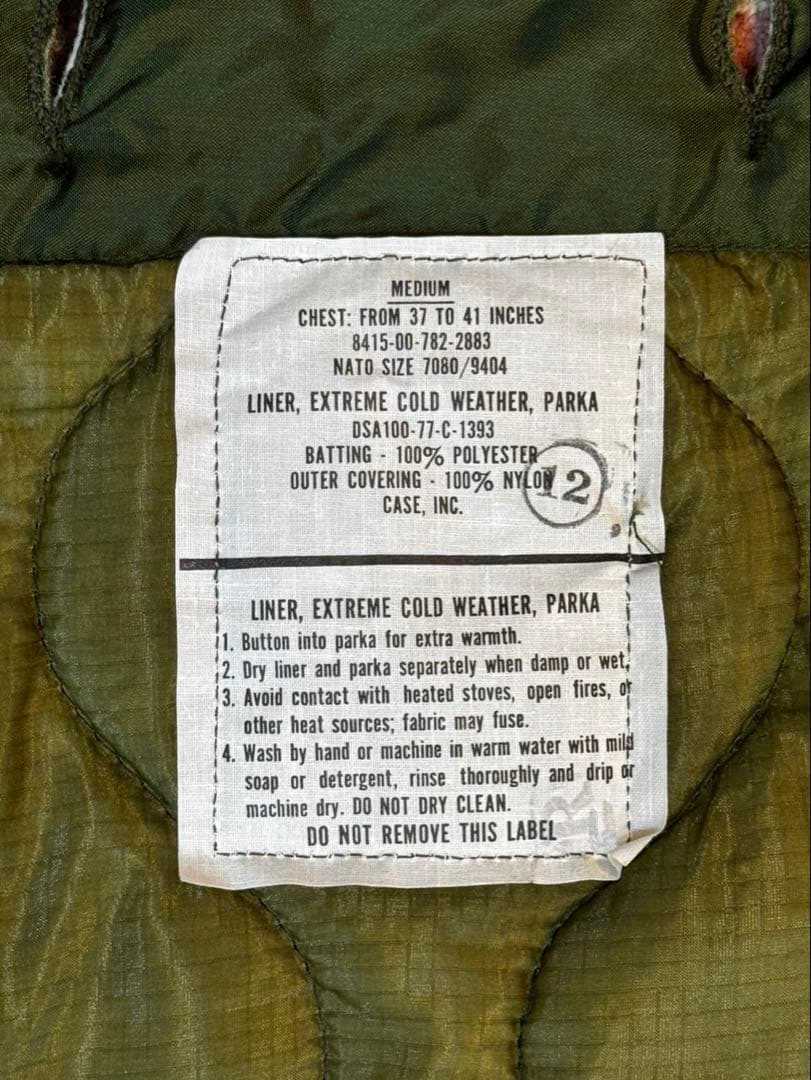 MEDIUM
CHEST: FROM 37 TO 41 INCHES
8415-00-782-2883
NATO SIZE 7080/9404
LINER, EXTREME COLD WEATHER, PARKA
DSA100-77-C-1393
BATTING - 100% POLYESTER
OUTER COVERING - 100% NYLON
12
CASE, INC.
LINER, EXTREME COLD WEATHER, PARKA
1. Button into parka for extra warmth.
2. Dry liner and parka separately when damp or wet.
3. Avoid contact with heated stoves, open fires, or
other heat sources; fabric may fuse.
4. Wash by hand or machine in warm water with mild
soap or detergent, rinse thoroughly and drip or
machine dry. DO NOT DRY CLEAN.
DO NOT REMOVE THIS LABEL